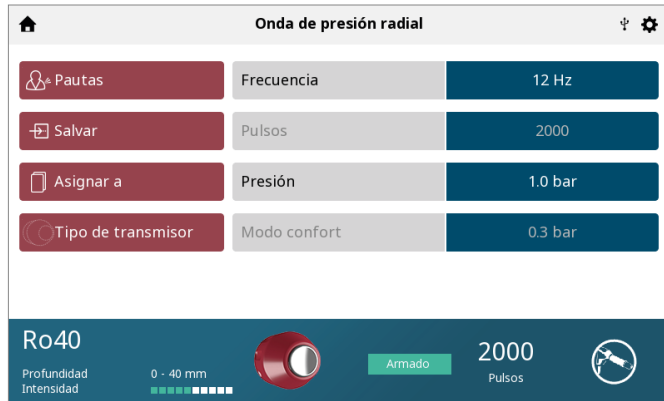 Onda de presión radial
Pautas
Frecuencia
12 Hz
Salvar
Pulsos
2000
Asignar a
Presión
1.0 bar
Tipo de transmisor
Modo confort
0.3 bar
Ro40
Profundidad
0 - 40 mm
Intensidad
Armado
2000
Pulsos